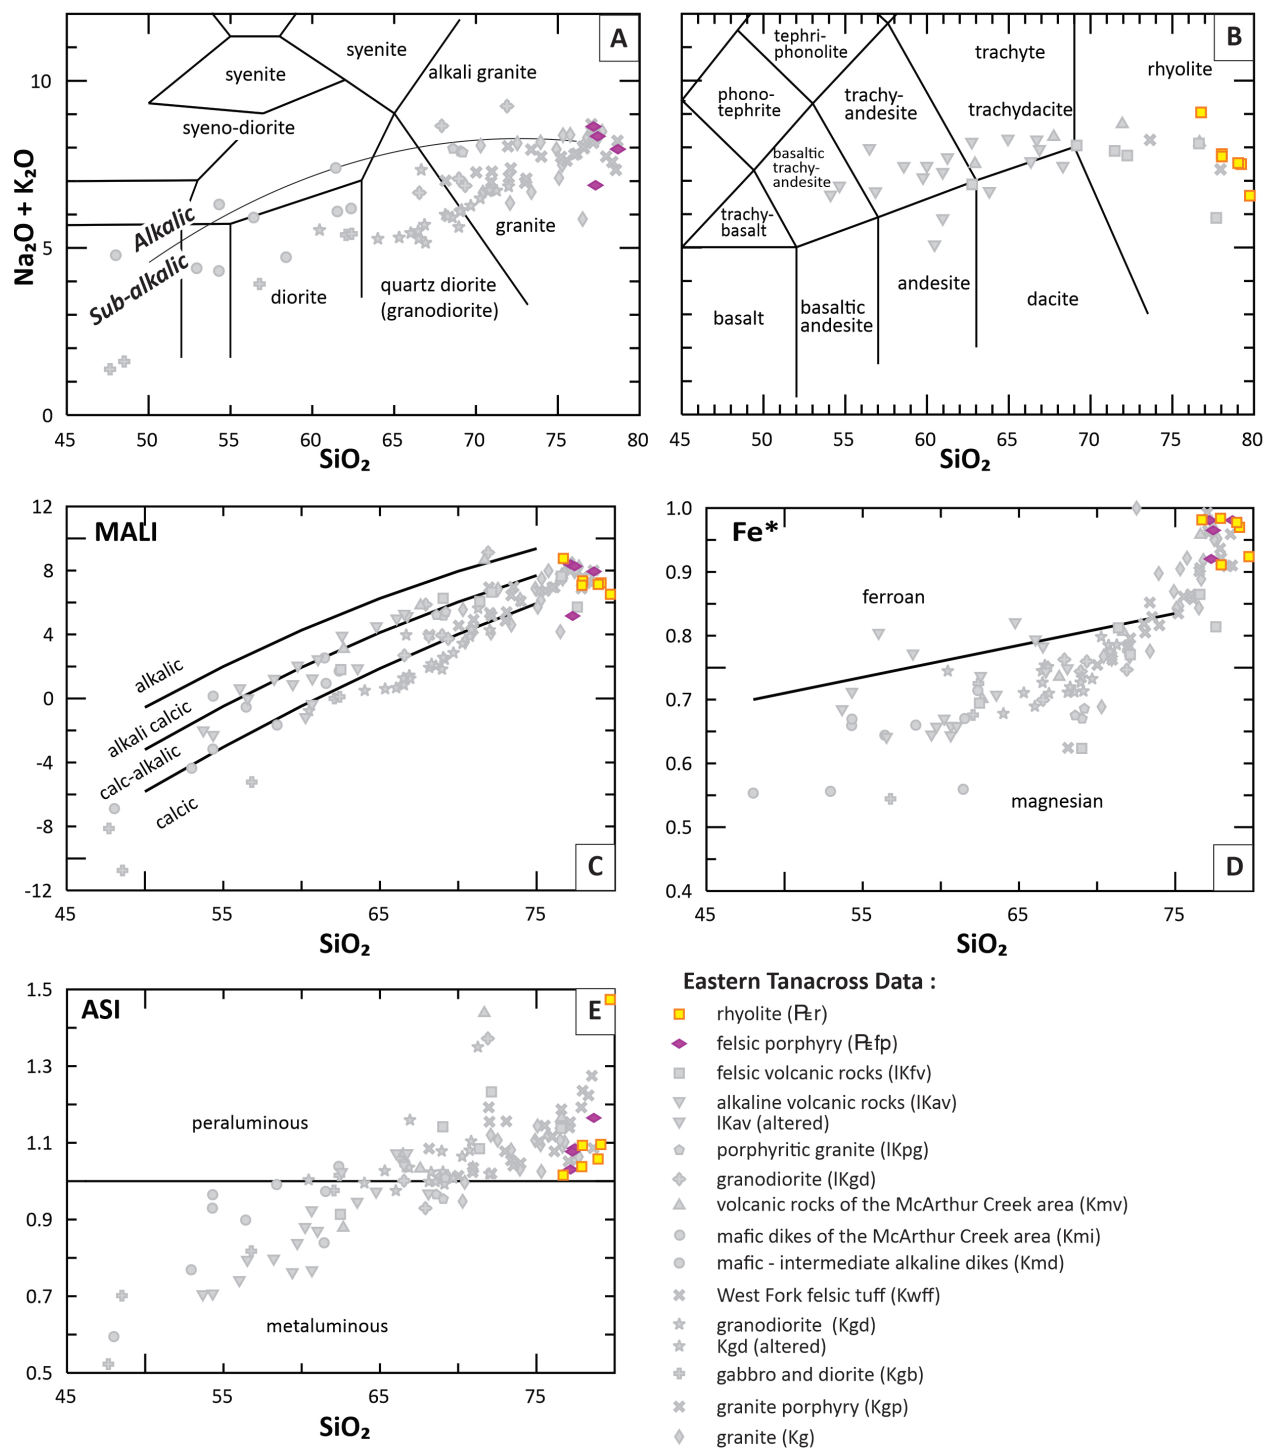 A
syenite
syenite
alkali granite
syeno-diorite
Alkalic
Sub-alkalic
granite
diorite
quartz diorite
(granodiorite)
Na₂O + K₂O
10
5
0
45 50 55 60 65 70 75 80
SiO₂
B
tephri-
phonolite
trachyte
rhyolite
phono-
tephrite
trachy-
andesite
trachydacite
basaltic
trachy-
andesite
trachy-
basalt
basalt
basaltic
andesite
andesite
dacite
45 50 55 60 65 70 75 80
SiO₂
MALI
12
8
4
0
-4
-8
-12
alkalic
alkali calcic
calc-alkalic
calcic
C
45 55 65 75
SiO₂
Fe*
1.0
0.9
0.8
0.7
0.6
0.5
0.4
ferroan
magnesian
D
45 55 65 75
SiO₂
ASI
E
1.5
1.3
1.1
0.9
0.7
0.5
peraluminous
metaluminous
45 55 65 75
SiO₂
Eastern Tanacross Data :
rhyolite (P̶Er)
felsic porphyry (P̶Efp)
felsic volcanic rocks (lKfv)
alkaline volcanic rocks (lKav)
lKav (altered)
porphyritic granite (lKpg)
granodiorite (lKgd)
volcanic rocks of the McArthur Creek area (Kmv)
mafic dikes of the McArthur Creek area (Kmi)
mafic - intermediate alkaline dikes (Kmd)
West Fork felsic tuff (Kwff)
granodiorite (Kgd)
Kgd (altered)
gabbro and diorite (Kgb)
granite porphyry (Kgp)
granite (Kg)